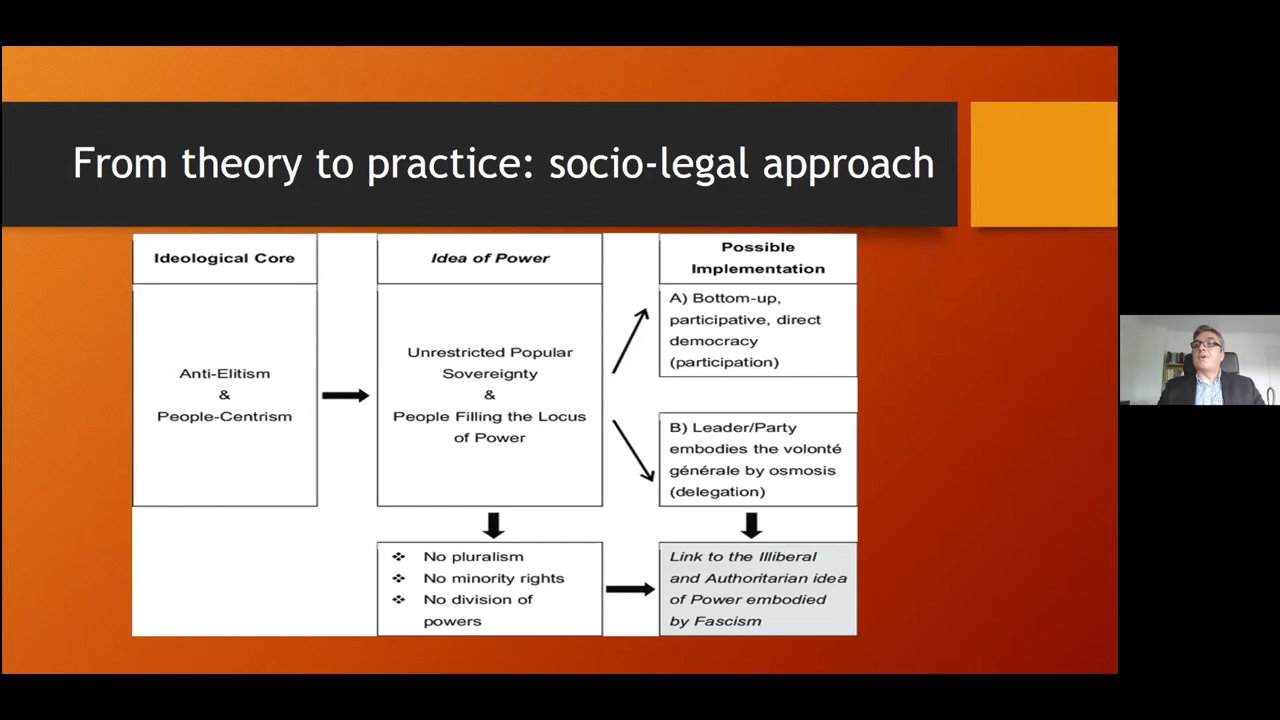 From theory to practice: socio-legal approach
Ideological Core
Anti-Elitism
&
People-Centrism
Idea of Power
Unrestricted Popular
Sovereignty
&
People Filling the Locus
of Power
❖ No pluralism
❖ No minority rights
❖ No division of
powers
Possible
Implementation
A) Bottom-up,
participative, direct
democracy
(participation)
B) Leader/Party
embodies the volonté
générale by osmosis
(delegation)
Link to the Illiberal
and Authoritarian idea
of Power embodied
by Fascism